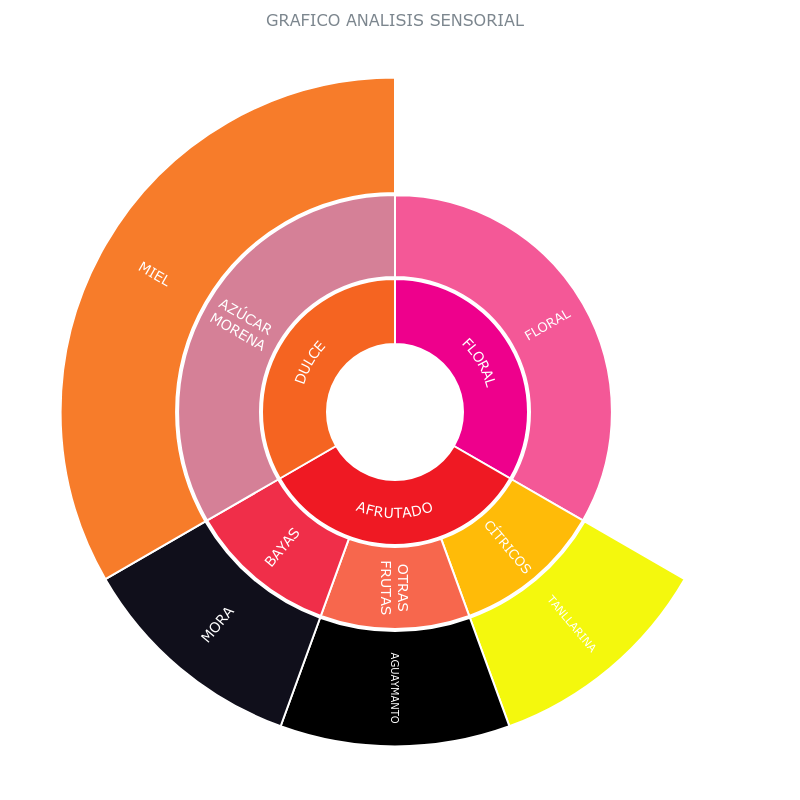 GRAFICO ANALISIS SENSORIAL
MIEL
AZÚCAR
MORENA
DULCE
FLORAL
FLORAL
AFRUTADO
BAYAS
OTRAS
FRUTAS
CÍTRICOS
MORA
AGUAYMANTO
TANLLARINA